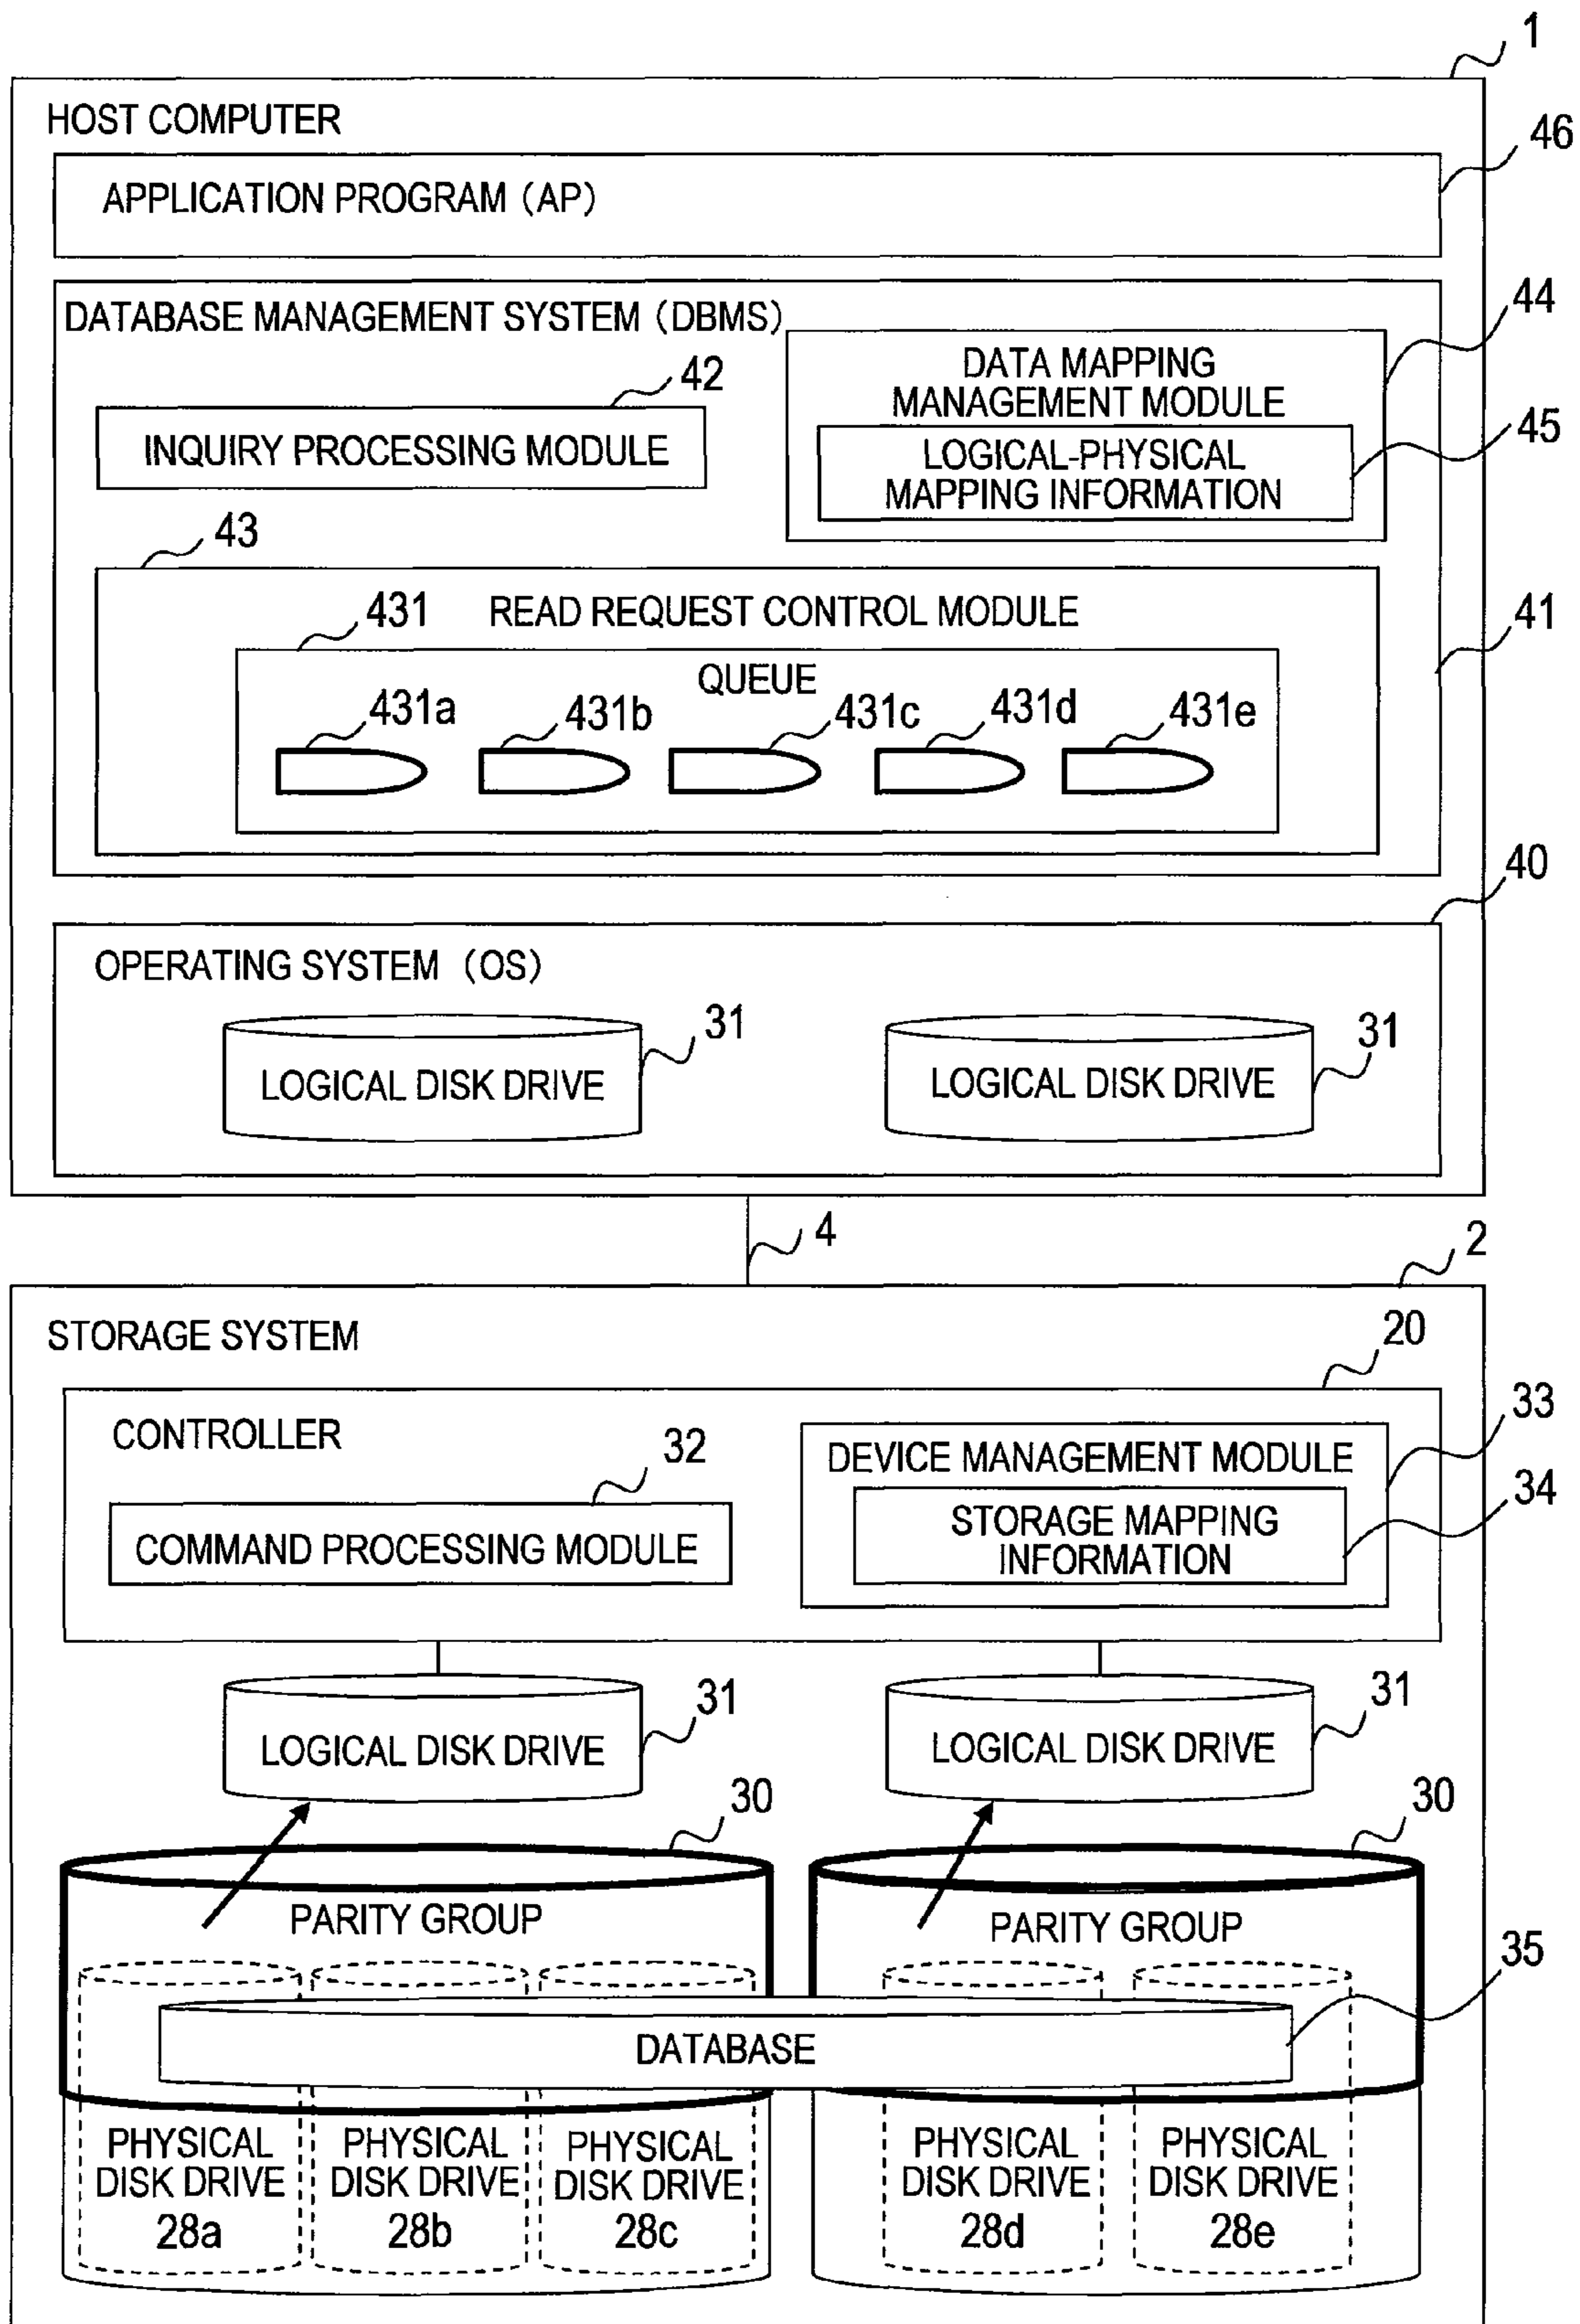 1
HOST COMPUTER
46
APPLICATION PROGRAM (AP)
44
DATABASE MANAGEMENT SYSTEM (DBMS)
DATA MAPPING
MANAGEMENT MODULE
42
INQUIRY PROCESSING MODULE
45
LOGICAL-PHYSICAL
MAPPING INFORMATION
43
431
READ REQUEST CONTROL MODULE
41
QUEUE
431a 431b 431c 431d 431e
40
OPERATING SYSTEM (OS)
31 31
LOGICAL DISK DRIVE LOGICAL DISK DRIVE
4
2
STORAGE SYSTEM
20
CONTROLLER
33
32
DEVICE MANAGEMENT MODULE
34
COMMAND PROCESSING MODULE
STORAGE MAPPING
INFORMATION
31 31
LOGICAL DISK DRIVE LOGICAL DISK DRIVE
30 30
PARITY GROUP PARITY GROUP
35
DATABASE
PHYSICAL
DISK DRIVE
28a
PHYSICAL
DISK DRIVE
28b
PHYSICAL
DISK DRIVE
28c
PHYSICAL
DISK DRIVE
28d
PHYSICAL
DISK DRIVE
28e